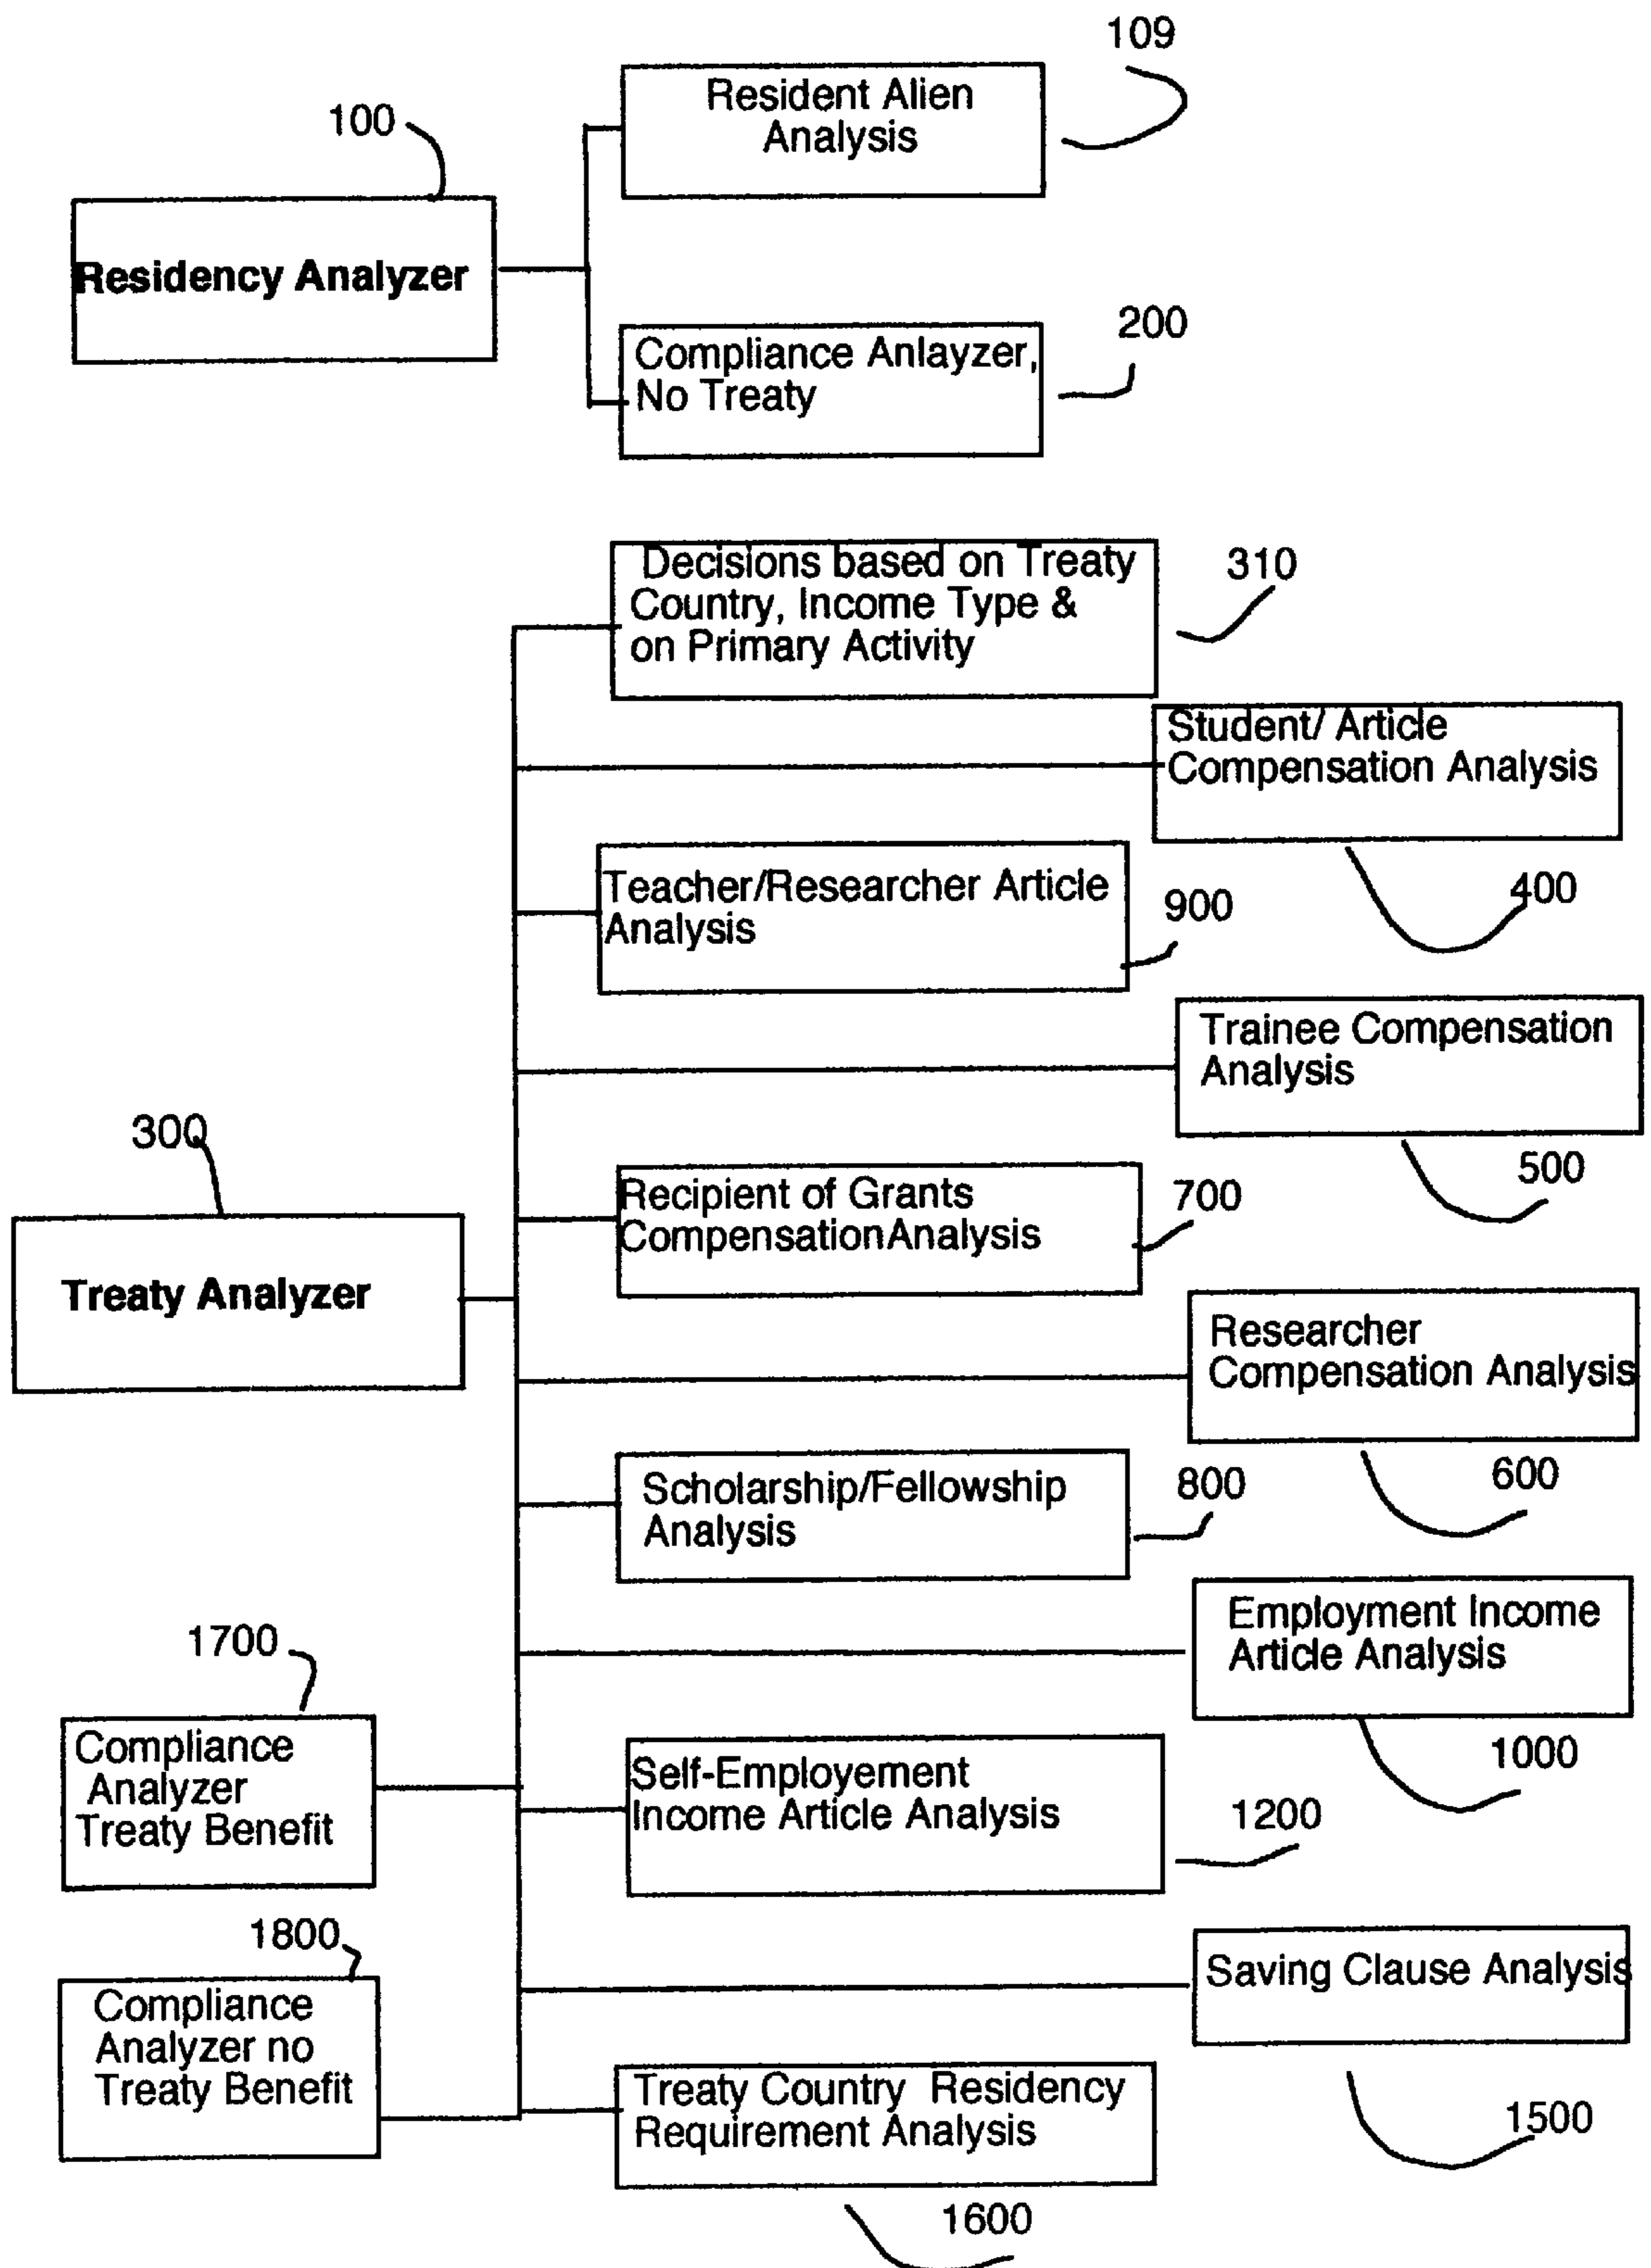 109
Resident Alien
Analysis
100
Residency Analyzer
200
Compliance Anlayzer,
No Treaty
Decisions based on Treaty
Country, Income Type &
on Primary Activity
310
Student/ Article
Compensation Analysis
400
Teacher/Researcher Article
Analysis
900
Trainee Compensation
Analysis
500
300
Treaty Analyzer
Recipient of Grants
CompensationAnalysis
700
Researcher
Compensation Analysis
600
Scholarship/Fellowship
Analysis
800
Employment Income
Article Analysis
1000
1700
Compliance
Analyzer
Treaty Benefit
Self-Employement
Income Article Analysis
1200
1800
Compliance
Analyzer no
Treaty Benefit
Saving Clause Analysis
1500
Treaty Country Residency
Requirement Analysis
1600